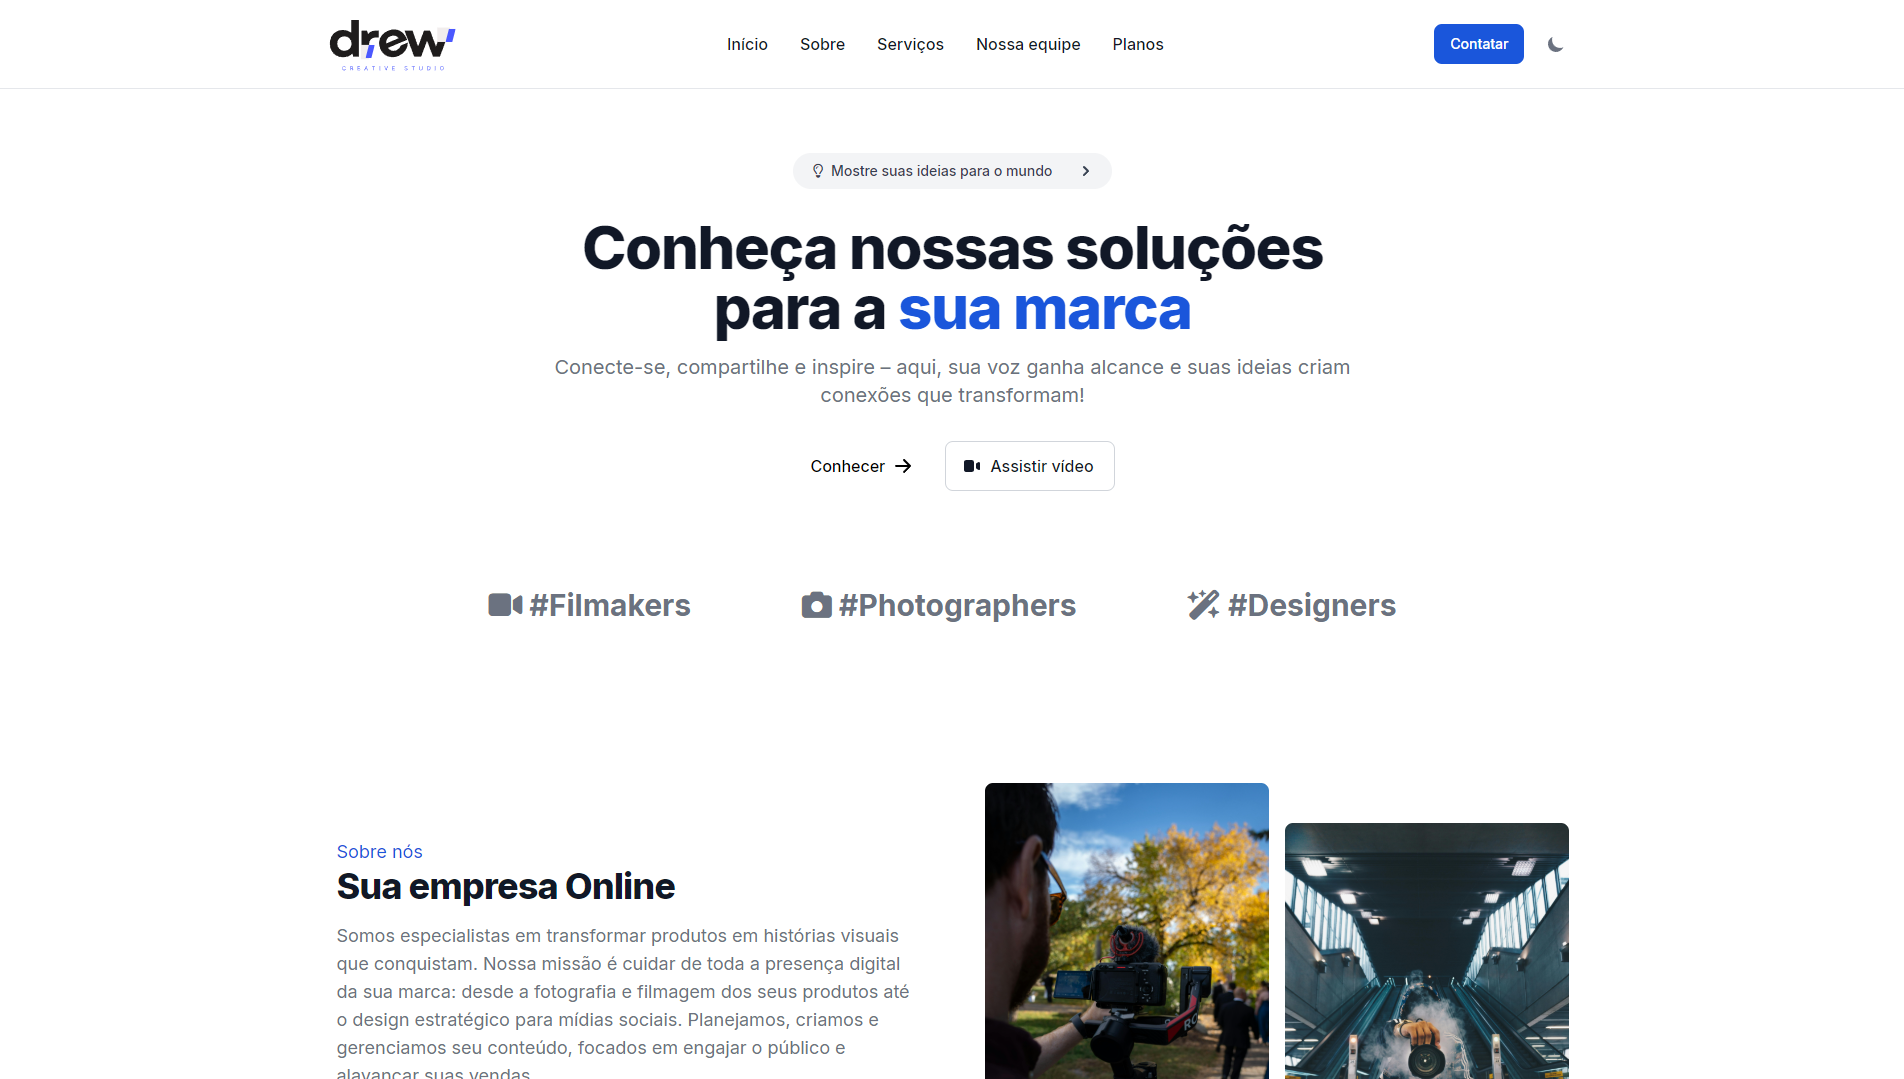 drew
CREATIVE STUDIO
Início
Sobre
Serviços
Nossa equipe
Planos
Contatar
Mostre suas ideias para o mundo
Conheça nossas soluções
para a sua marca
Conecte-se, compartilhe e inspire – aqui, sua voz ganha alcance e suas ideias criam
conexões que transformam!
Conhecer
Assistir vídeo
#Filmakers
#Photographers
#Designers
Sobre nós
Sua empresa Online
Somos especialistas em transformar produtos em histórias visuais
que conquistam. Nossa missão é cuidar de toda a presença digital
da sua marca: desde a fotografia e filmagem dos seus produtos até
o design estratégico para mídias sociais. Planejamos, criamos e
gerenciamos seu conteúdo, focados em engajar o público e
alavancar suas vendas.